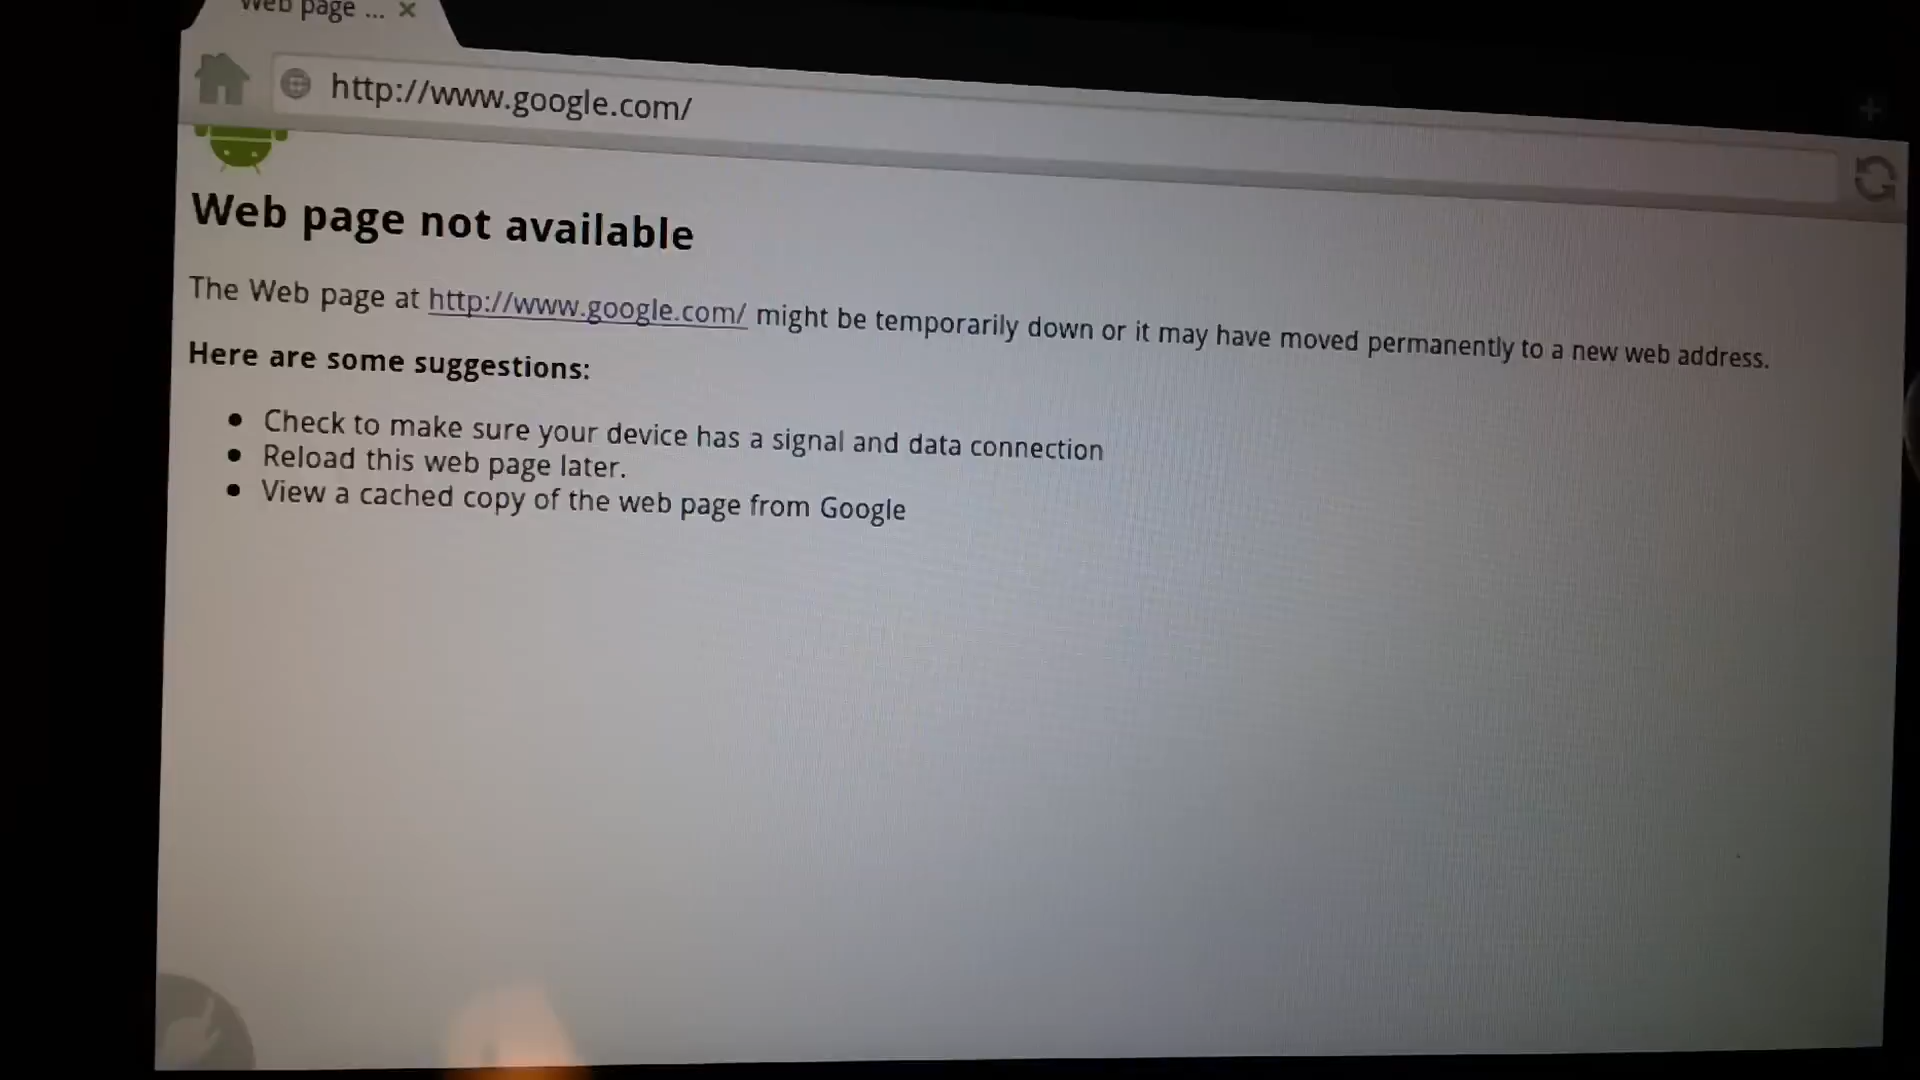 Web page ...
http://www.google.com/
Web page not available
The Web page at http://www.google.com/ might be temporarily down or it may have moved permanently to a new web address.
Here are some suggestions:
Check to make sure your device has a signal and data connection
Reload this web page later.
View a cached copy of the web page from Google